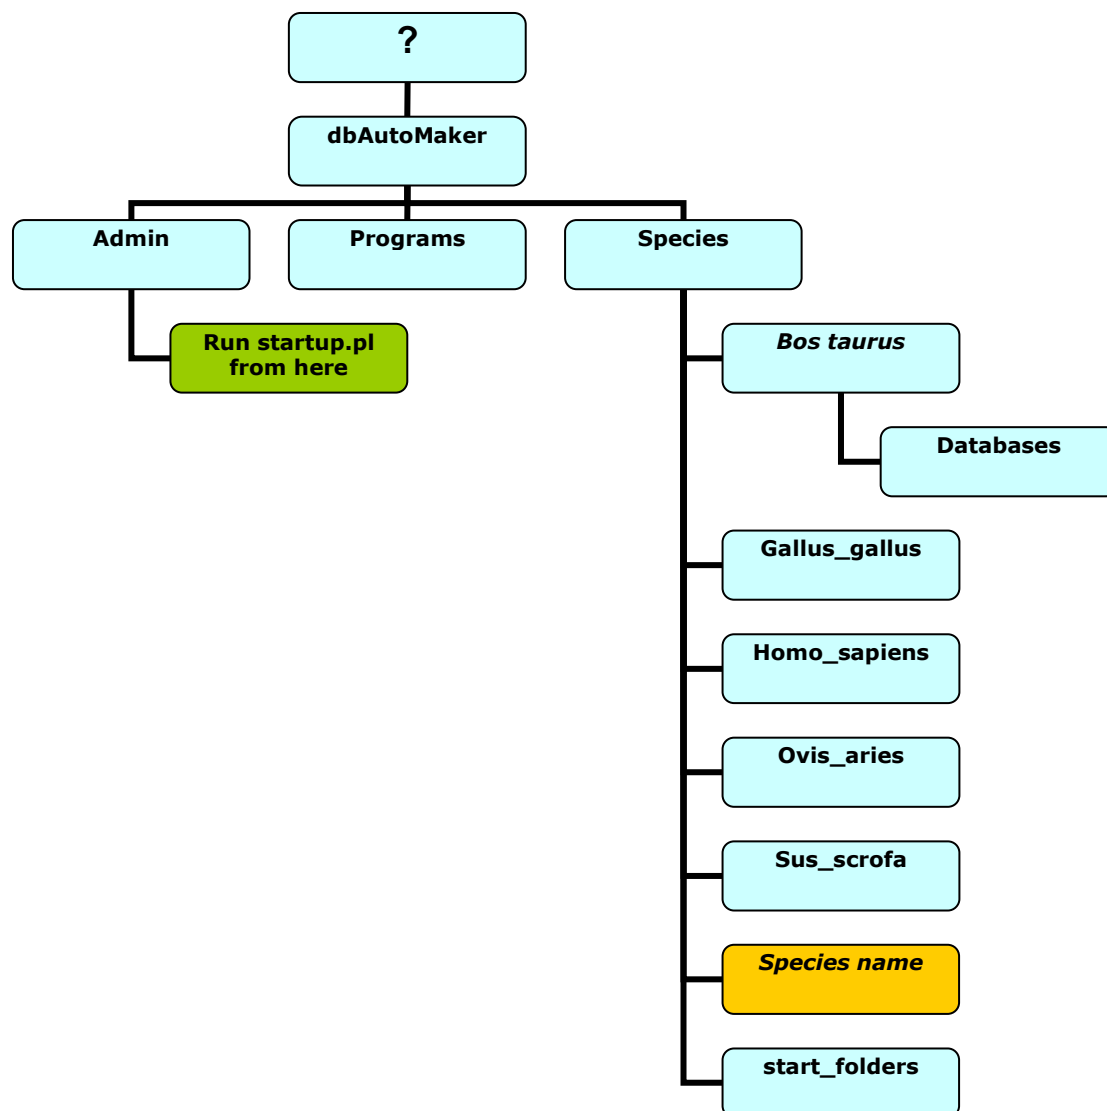 ?
dbAutoMaker
Admin
Programs
Species
Run startup.pl
from here
Bos taurus
Databases
Gallus_gallus
Homo_sapiens
Ovis_aries
Sus_scrofa
Species name
start_folders